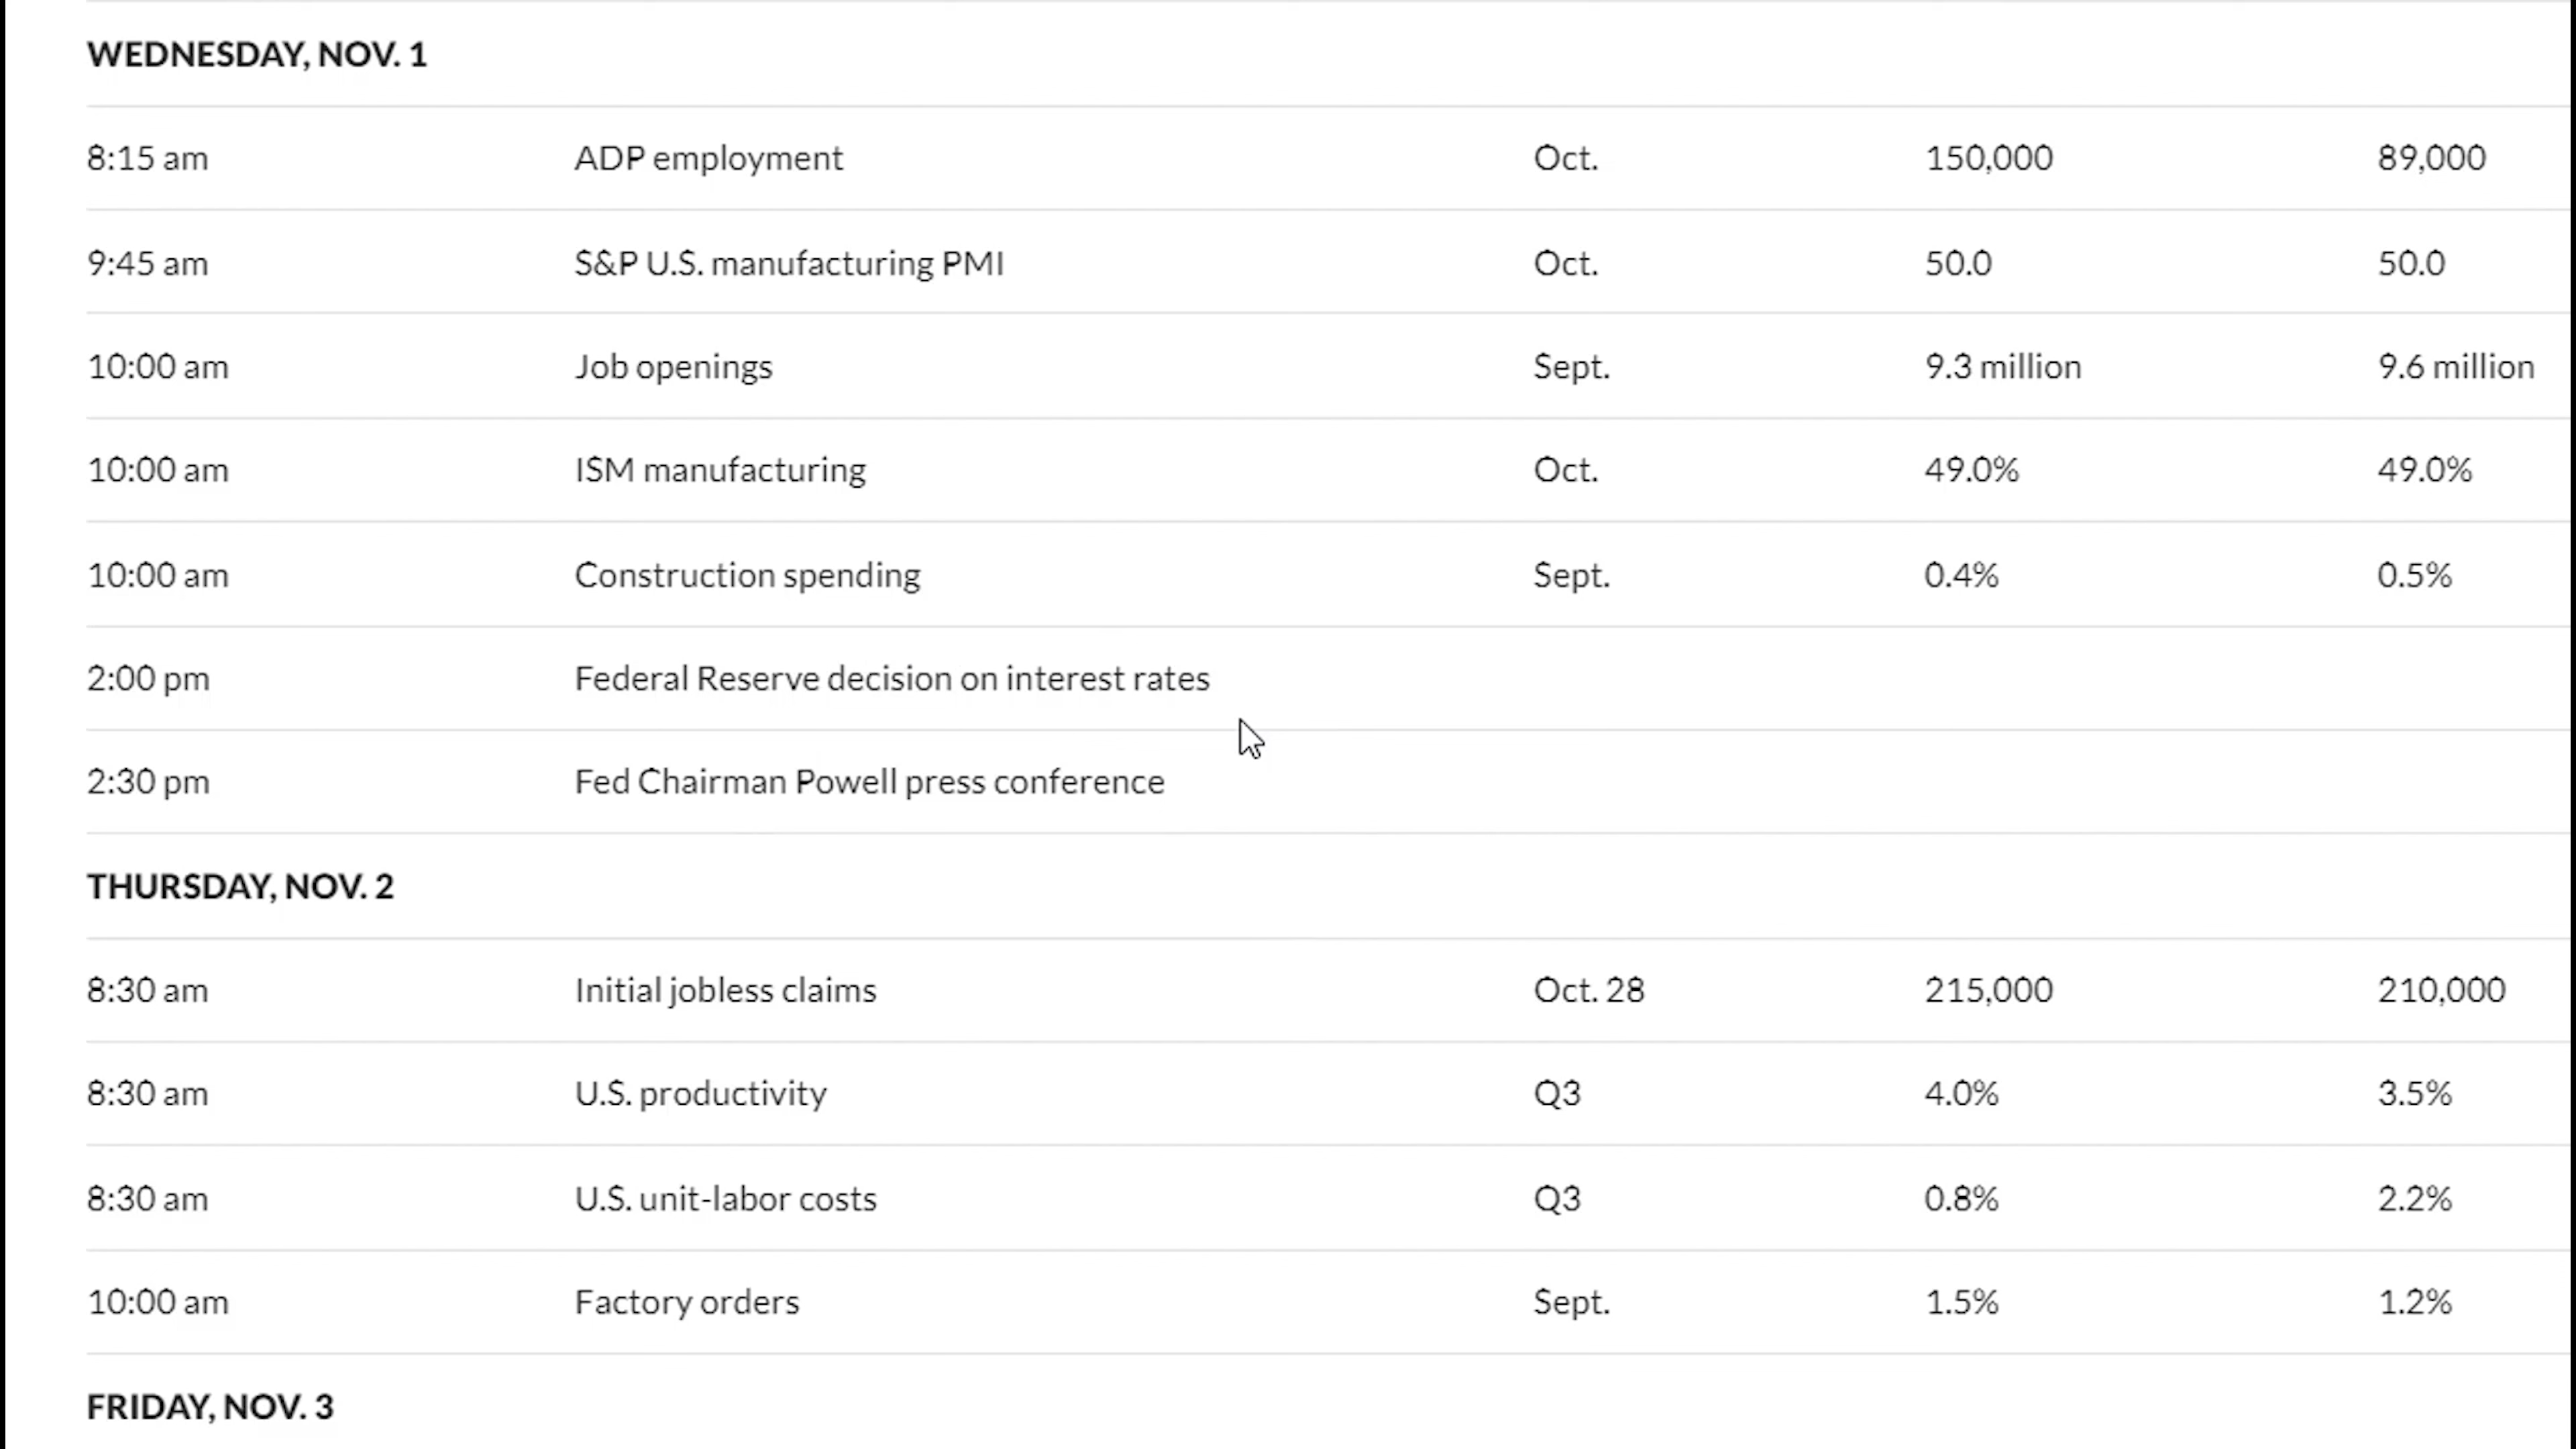 WEDNESDAY, NOV. 1
8:15 am ADP employment Oct. 150,000 89,000
9:45 am S&P U.S. manufacturing PMI Oct. 50.0 50.0
10:00 am Job openings Sept. 9.3 million 9.6 million
10:00 am ISM manufacturing Oct. 49.0% 49.0%
10:00 am Construction spending Sept. 0.4% 0.5%
2:00 pm Federal Reserve decision on interest rates
2:30 pm Fed Chairman Powell press conference
THURSDAY, NOV. 2
8:30 am Initial jobless claims Oct. 28 215,000 210,000
8:30 am U.S. productivity Q3 4.0% 3.5%
8:30 am U.S. unit-labor costs Q3 0.8% 2.2%
10:00 am Factory orders Sept. 1.5% 1.2%
FRIDAY, NOV. 3